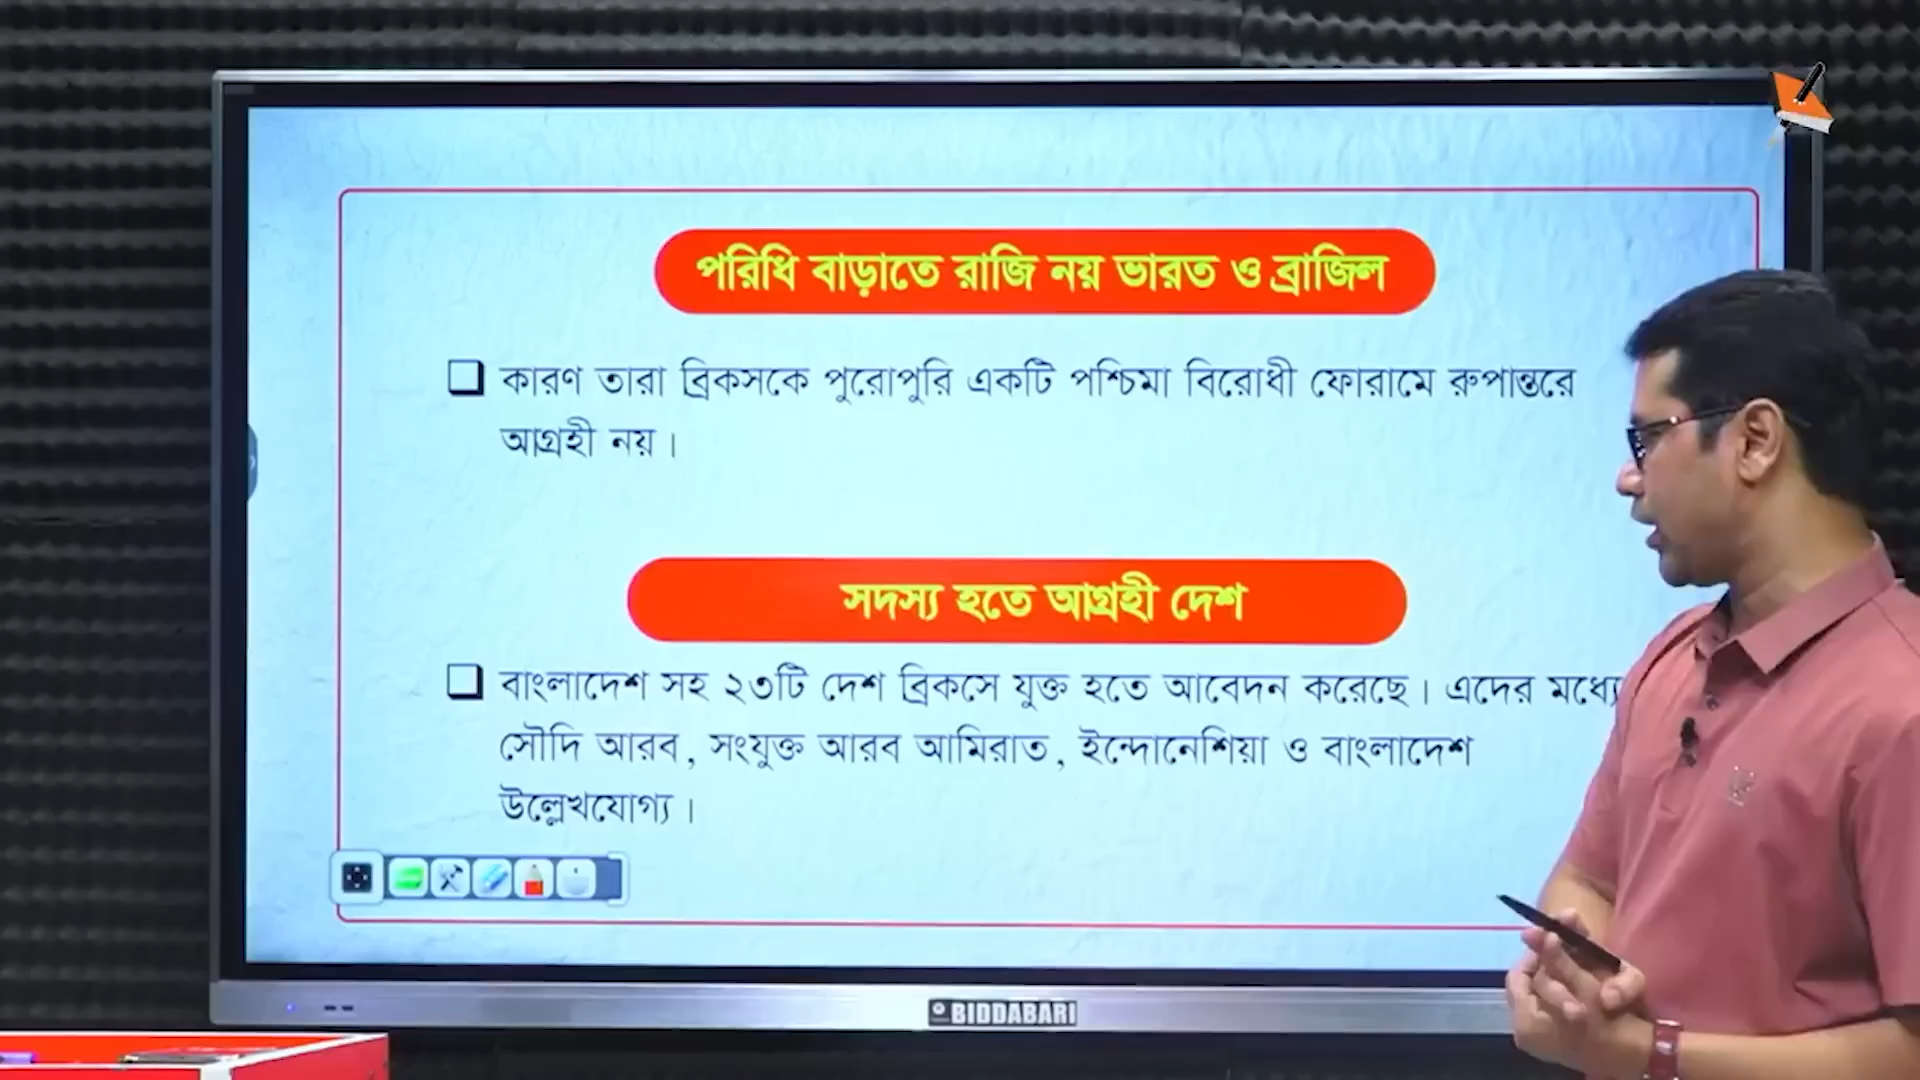 পরিধি বাড়াতে রাজি নয় ভারত ও ব্রাজিল
কারণ তারা ব্রিকসকে পুরোপুরি একটি পশ্চিমা বিরোধী ফোরামে রুপান্তরে
আগ্রহী নয়।
সদস্য হতে আগ্রহী দেশ
বাংলাদেশ সহ ২৩টি দেশ ব্রিকসে যুক্ত হতে আবেদন করেছে। এদের মধ্যে
সৌদি আরব, সংযুক্ত আরব আমিরাত, ইন্দোনেশিয়া ও বাংলাদেশ
উল্লেখযোগ্য।
BIDDABARI